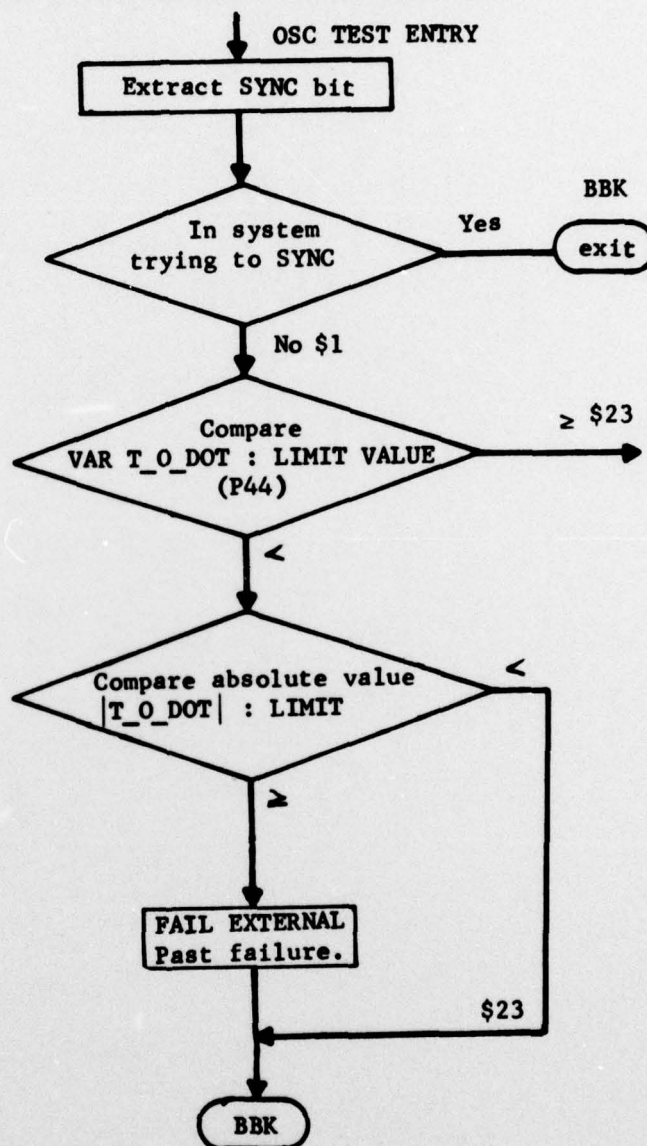 OSC TEST ENTRY
Extract SYNC bit
BBK
In system
trying to SYNC
Yes
exit
No $1
≥ $23
Compare
VAR T_O_DOT : LIMIT VALUE
(P44)
<
<
Compare absolute value
|T_O_DOT| : LIMIT
≥
FAIL EXTERNAL
Past failure.
$23
BBK